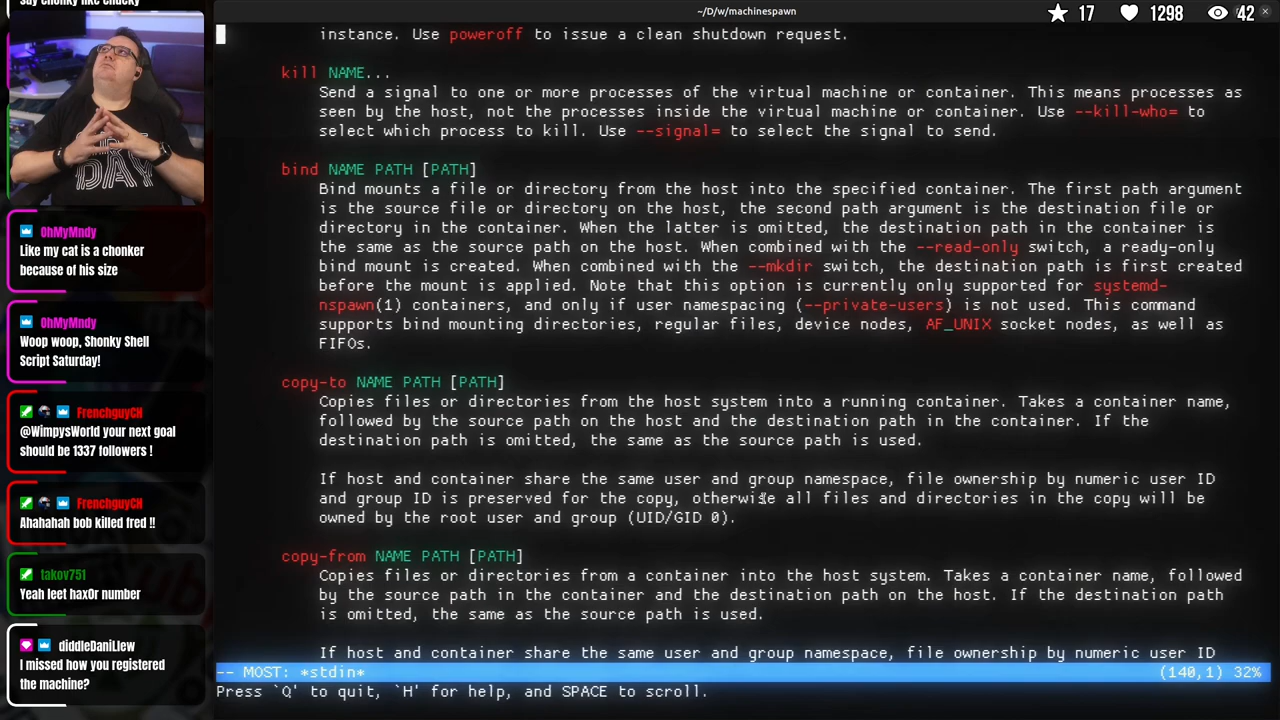 Say chonky like chucky
~/D/w/machinespawn
17
1298
42
instance. Use poweroff to issue a clean shutdown request.
kill NAME...
Send a signal to one or more processes of the virtual machine or container. This means processes as
seen by the host, not the processes inside the virtual machine or container. Use --kill-who= to
select which process to kill. Use --signal= to select the signal to send.
bind NAME PATH [PATH]
Bind mounts a file or directory from the host into the specified container. The first path argument
is the source file or directory on the host, the second path argument is the destination file or
directory in the container. When the latter is omitted, the destination path in the container is
the same as the source path on the host. When combined with the --read-only switch, a ready-only
bind mount is created. When combined with the --mkdir switch, the destination path is first created
before the mount is applied. Note that this option is currently only supported for systemd-
nspawn(1) containers, and only if user namespacing (--private-users) is not used. This command
supports bind mounting directories, regular files, device nodes, AF_UNIX socket nodes, as well as
FIFOs.
copy-to NAME PATH [PATH]
Copies files or directories from the host system into a running container. Takes a container name,
followed by the source path on the host and the destination path in the container. If the
destination path is omitted, the same as the source path is used.
If host and container share the same user and group namespace, file ownership by numeric user ID
and group ID is preserved for the copy, otherwise all files and directories in the copy will be
owned by the root user and group (UID/GID 0).
copy-from NAME PATH [PATH]
Copies files or directories from a container into the host system. Takes a container name, followed
by the source path in the container and the destination path on the host. If the destination path
is omitted, the same as the source path is used.
If host and container share the same user and group namespace, file ownership by numeric user ID
-- MOST: *stdin* (140,1) 32%
Press `Q' to quit, `H' for help, and SPACE to scroll.
DAY
OhMyMndy
Like my cat is a chonker
because of his size
OhMyMndy
Woop woop, Shonky Shell
Script Saturday!
FrenchguyCH
@WimpysWorld your next goal
should be 1337 followers !
FrenchguyCH
Ahahahah bob killed fred !!
takov751
Yeah leet hax0r number
diddleDaniLlew
I missed how you registered
the machine?